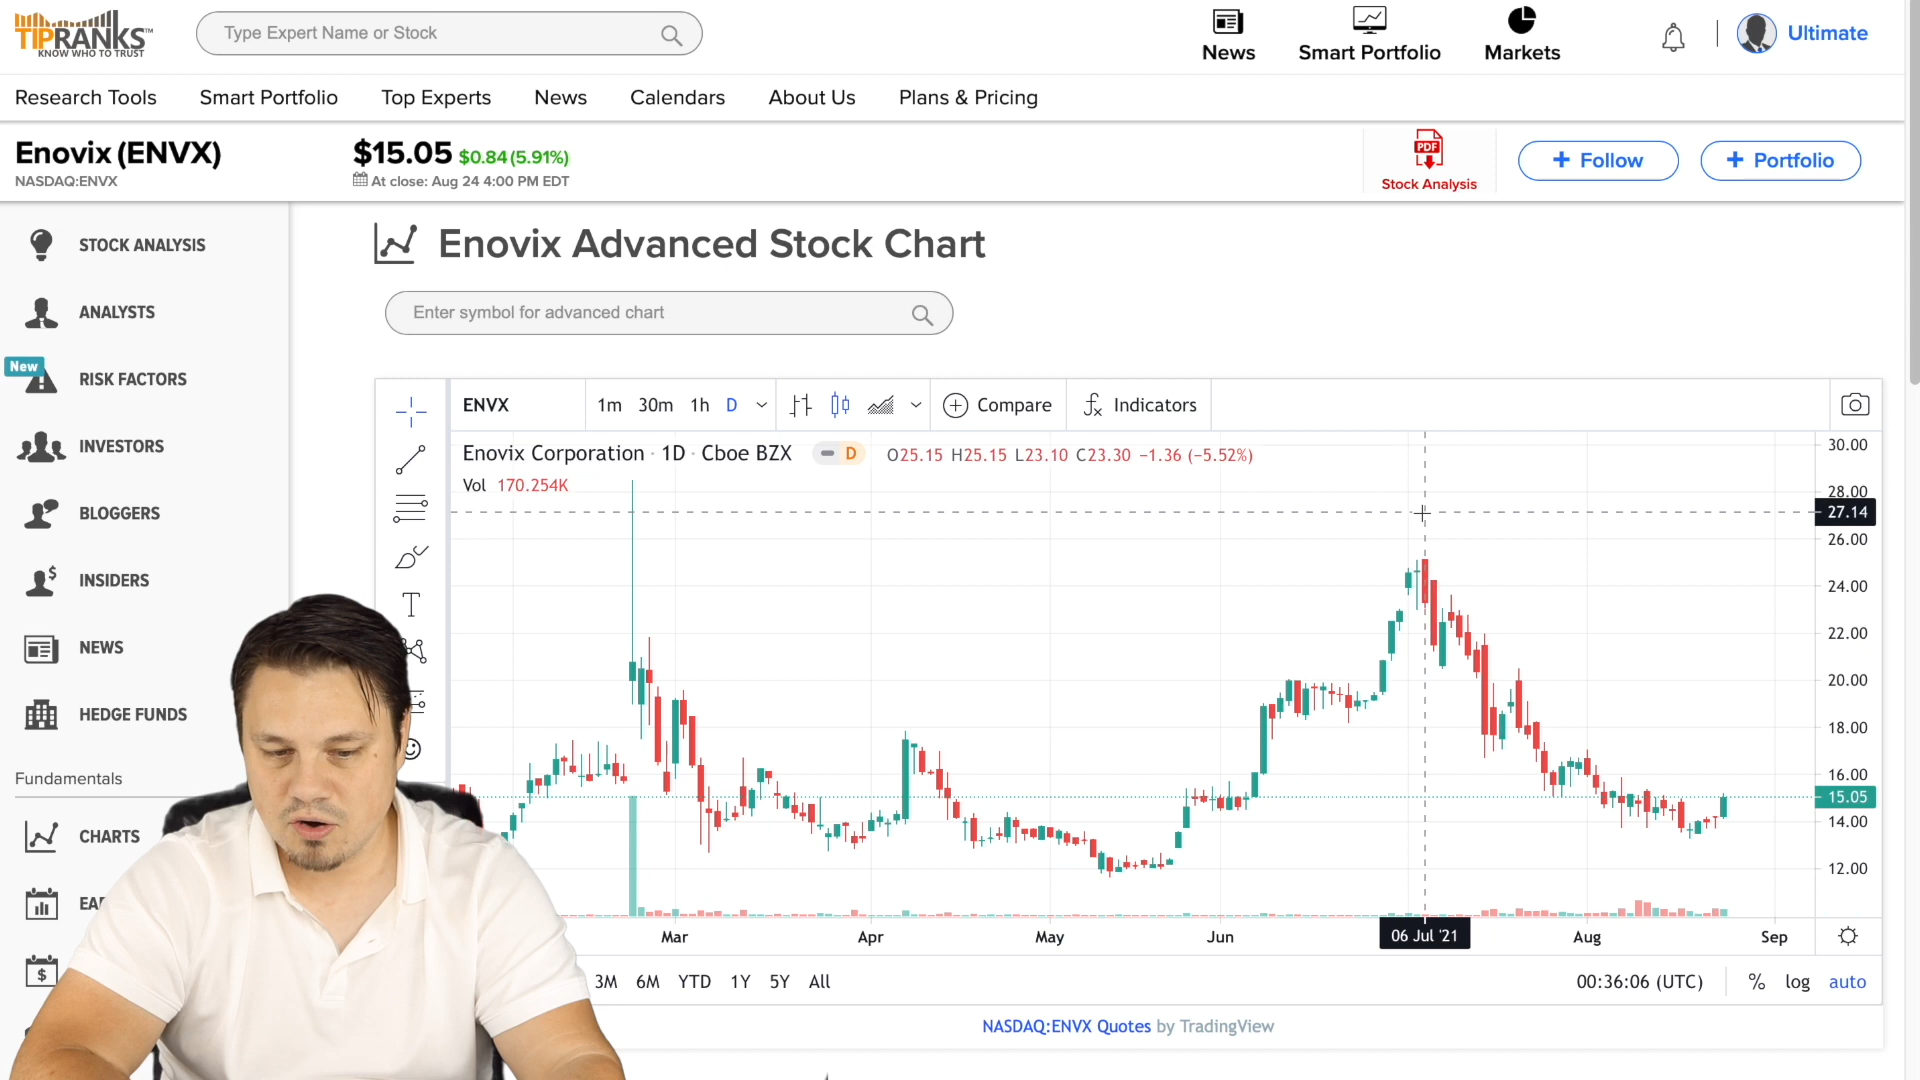 TIPRANKS™
KNOW WHO TO TRUST
Type Expert Name or Stock
News
Smart Portfolio
Markets
Ultimate
Research Tools
Smart Portfolio
Top Experts
News
Calendars
About Us
Plans & Pricing
Enovix (ENVX)
NASDAQ:ENVX
$15.05 $0.84 (5.91%)
At close: Aug 24 4:00 PM EDT
PDF
Stock Analysis
+ Follow
+ Portfolio
STOCK ANALYSIS
ANALYSTS
New
RISK FACTORS
INVESTORS
BLOGGERS
INSIDERS
NEWS
HEDGE FUNDS
Fundamentals
CHARTS
Enovix Advanced Stock Chart
Enter symbol for advanced chart
ENVX
1m 30m 1h D
Compare
Indicators
Enovix Corporation · 1D · Cboe BZX D O25.15 H25.15 L23.10 C23.30 −1.36 (−5.52%)
Vol 170.254K
30.00
28.00
27.14
26.00
24.00
22.00
20.00
18.00
16.00
15.05
14.00
12.00
Mar Apr May Jun 06 Jul '21 Aug Sep
3M 6M YTD 1Y 5Y All
00:36:06 (UTC) % log auto
NASDAQ:ENVX Quotes by TradingView